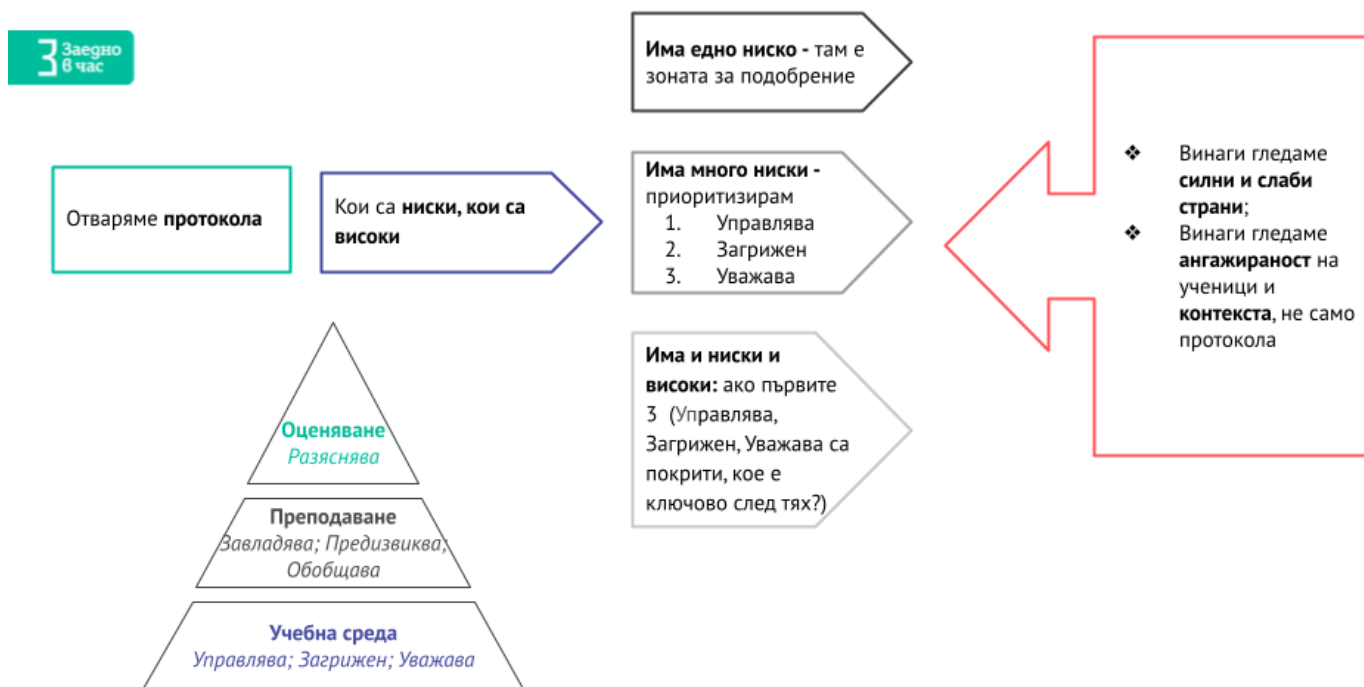 Заедно
в час
Отваряме протокола
Кои са ниски, кои са
високи
Има едно ниско - там е
зоната за подобрение
Има много ниски -
приоритизирам
1. Управлява
2. Загрижен
3. Уважава
Има и ниски и
високи: ако първите
3 (Управлява,
Загрижен, Уважава са
покрити, кое е
ключово след тях?)
❖ Винаги гледаме
силни и слаби
страни;
❖ Винаги гледаме
ангажираност на
ученици и
контекста, не само
протокола
Оценяване
Разяснява
Преподаване
Завладява; Предизвиква;
Обобщава
Учебна среда
Управлява; Загрижен; Уважава